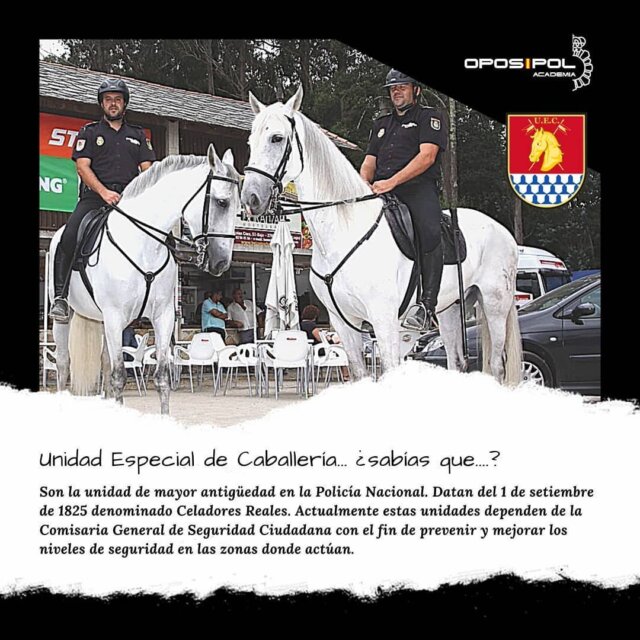 OPOSIPOL
ACADEMIA
U.E.C.
ST
NG
Unidad Especial de Caballería... ¿sabías que....?
Son la unidad de mayor antigüedad en la Policía Nacional. Datan del 1 de setiembre
de 1825 denominado Celadores Reales. Actualmente estas unidades dependen de la
Comisaria General de Seguridad Ciudadana con el fin de prevenir y mejorar los
niveles de seguridad en las zonas donde actúan.